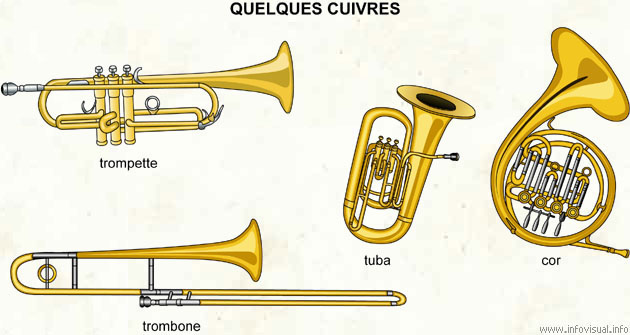 QUELQUES CUIVRES
trompette
tuba
cor
trombone
© www.infovisual.info